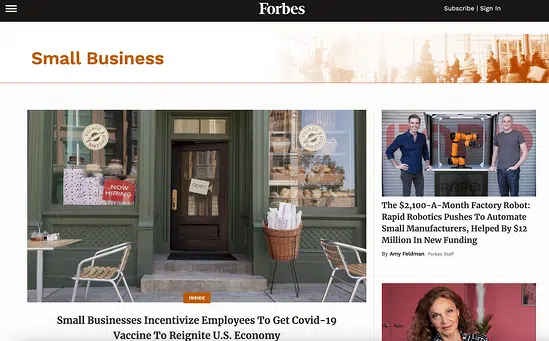 Forbes
Subscribe | Sign In
Small Business
NOW
HIRING
open
INSIDE
Small Businesses Incentivize Employees To Get Covid-19
Vaccine To Reignite U.S. Economy
The $2,100-A-Month Factory Robot:
Rapid Robotics Pushes To Automate
Small Manufacturers, Helped By $12
Million In New Funding
By Amy Feldman Forbes Staff